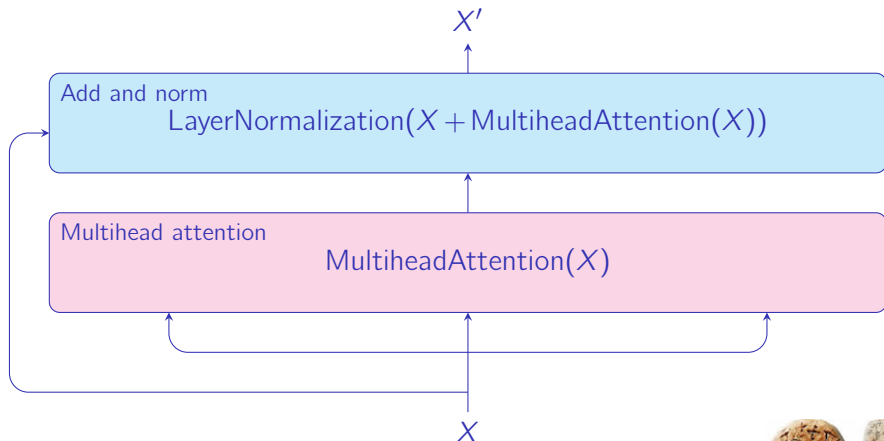 X′
Add and norm
LayerNormalization(X + MultiheadAttention(X))
Multihead attention
MultiheadAttention(X)
X